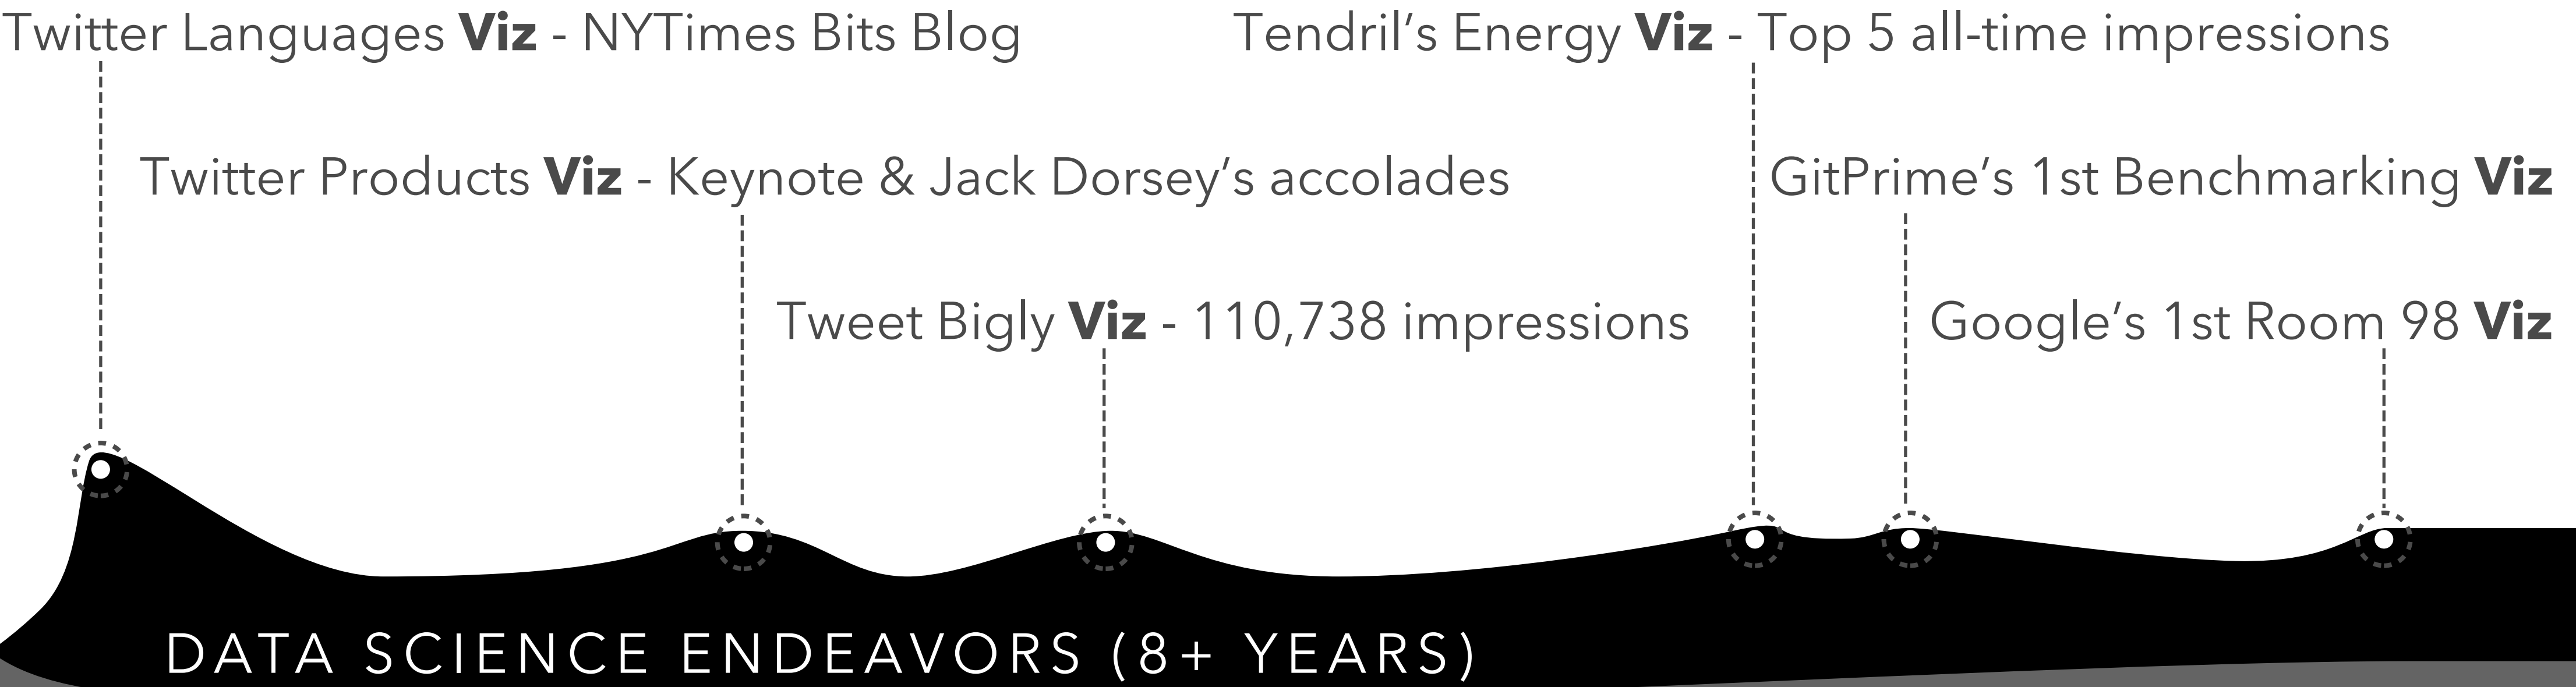 Twitter Languages Viz - NYTimes Bits Blog
Tendril’s Energy Viz - Top 5 all-time impressions
Twitter Products Viz - Keynote & Jack Dorsey’s accolades
GitPrime’s 1st Benchmarking Viz
Tweet Bigly Viz - 110,738 impressions
Google’s 1st Room 98 Viz
DATA SCIENCE ENDEAVORS (8+ YEARS)